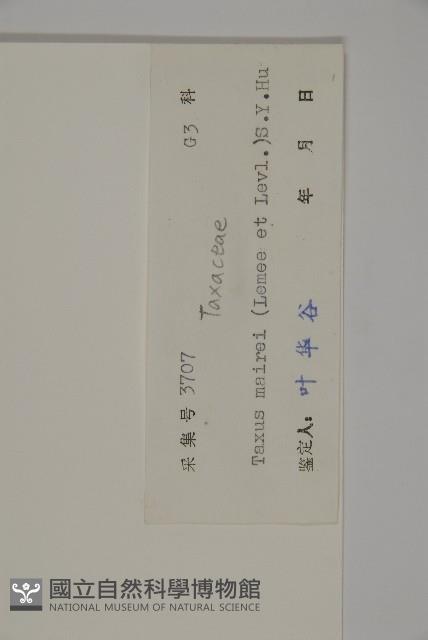 采集号 3707 G3 科
Taxaceae
Taxus mairei (Lemee et Levl.)S.Y.Hu
鉴定人: 叶华谷 年 月 日
國立自然科學博物館
NATIONAL MUSEUM OF NATURAL SCIENCE